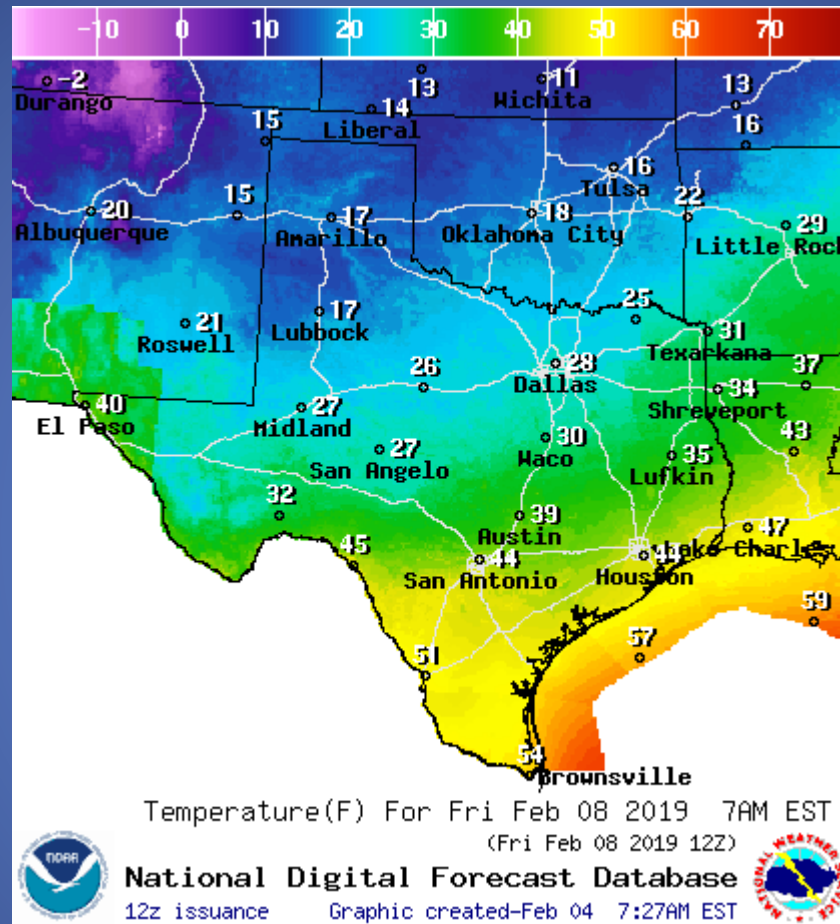 -10 0 10 20 30 40 50 60 70
-2
Durango
13
11
Wichita
13
14
Liberal
15
16
16
Tulsa
20
Albuquerque
15
17
Amarillo
18
Oklahoma City
22
29
Little Rock
21
Roswell
17
Lubbock
25
31
Texarkana
26
28
Dallas
37
34
Shreveport
40
El Paso
27
Midland
27
San Angelo
30
Waco
35
Lufkin
43
32
39
Austin
47
Lake Charles
45
44
San Antonio
Houston
59
57
51
54
Brownsville
Temperature(F) For Fri Feb 08 2019 7AM EST
(Fri Feb 08 2019 12Z)
NOAA
National Digital Forecast Database
12z issuance Graphic created-Feb 04 7:27AM EST
NATIONAL WEATHER